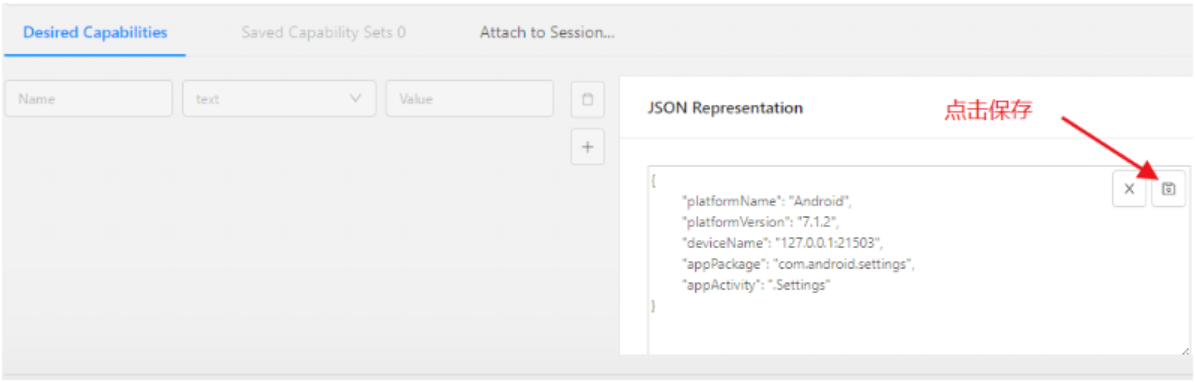 Desired Capabilities Saved Capability Sets 0 Attach to Session...
Name text Value
JSON Representation 点击保存
{
"platformName": "Android",
"platformVersion": "7.1.2",
"deviceName": "127.0.0.1:21503",
"appPackage": "com.android.settings",
"appActivity": ".Settings"
}